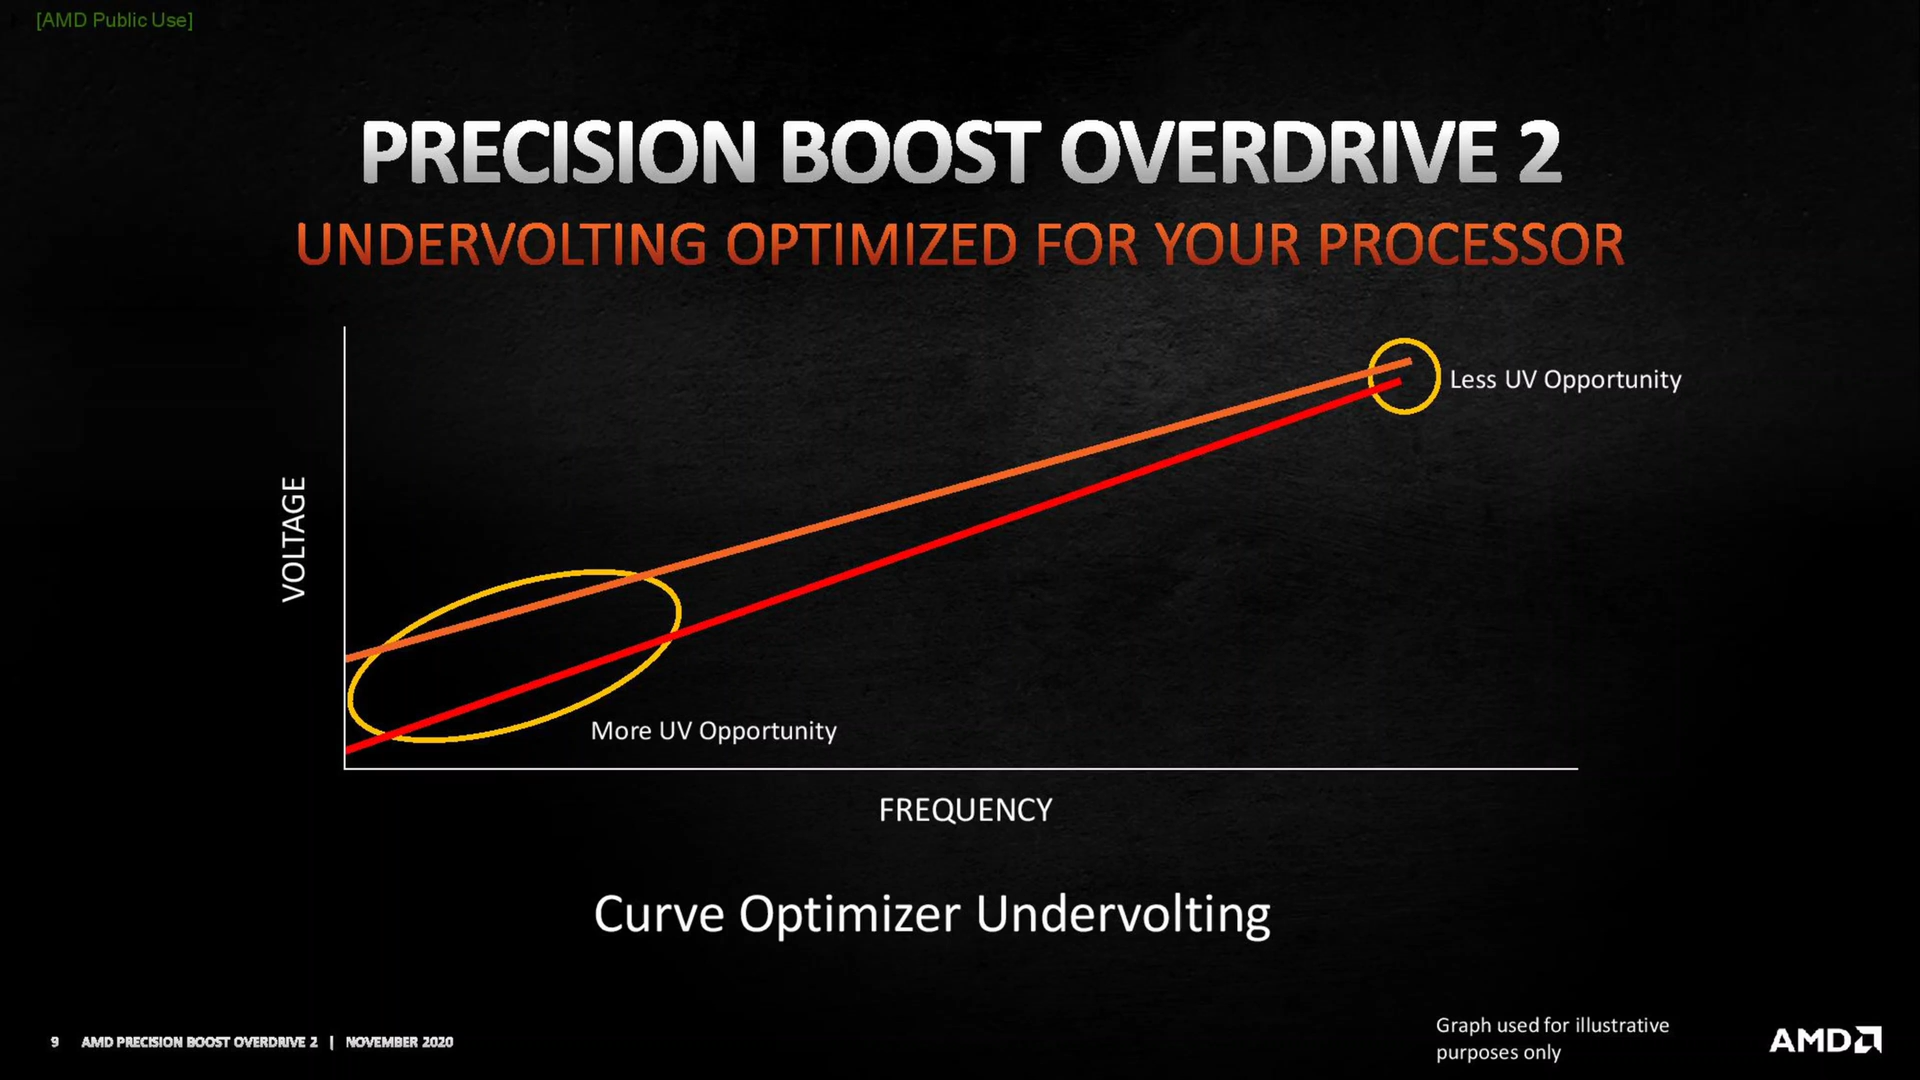 [AMD Public Use]
PRECISION BOOST OVERDRIVE 2
UNDERVOLTING OPTIMIZED FOR YOUR PROCESSOR
Less UV Opportunity
VOLTAGE
More UV Opportunity
FREQUENCY
Curve Optimizer Undervolting
Graph used for illustrative
purposes only
9 AMD PRECISION BOOST OVERDRIVE 2 | NOVEMBER 2020
AMD